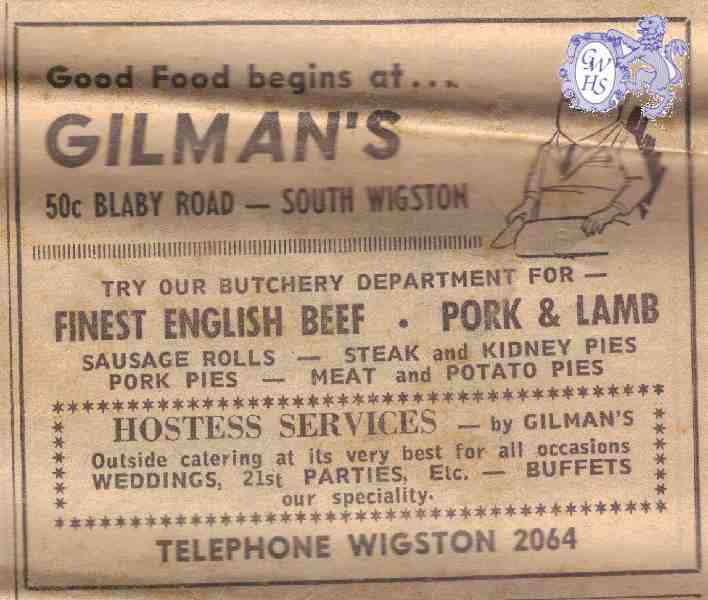 Good Food begins at...
GWHS
GILMAN'S
50c BLABY ROAD — SOUTH WIGSTON
TRY OUR BUTCHERY DEPARTMENT FOR —
FINEST ENGLISH BEEF • PORK & LAMB
SAUSAGE ROLLS — STEAK and KIDNEY PIES
PORK PIES — MEAT and POTATO PIES
HOSTESS SERVICES — by GILMAN'S
Outside catering at its very best for all occasions
WEDDINGS, 21st PARTIES, Etc. — BUFFETS
our speciality.
TELEPHONE WIGSTON 2064